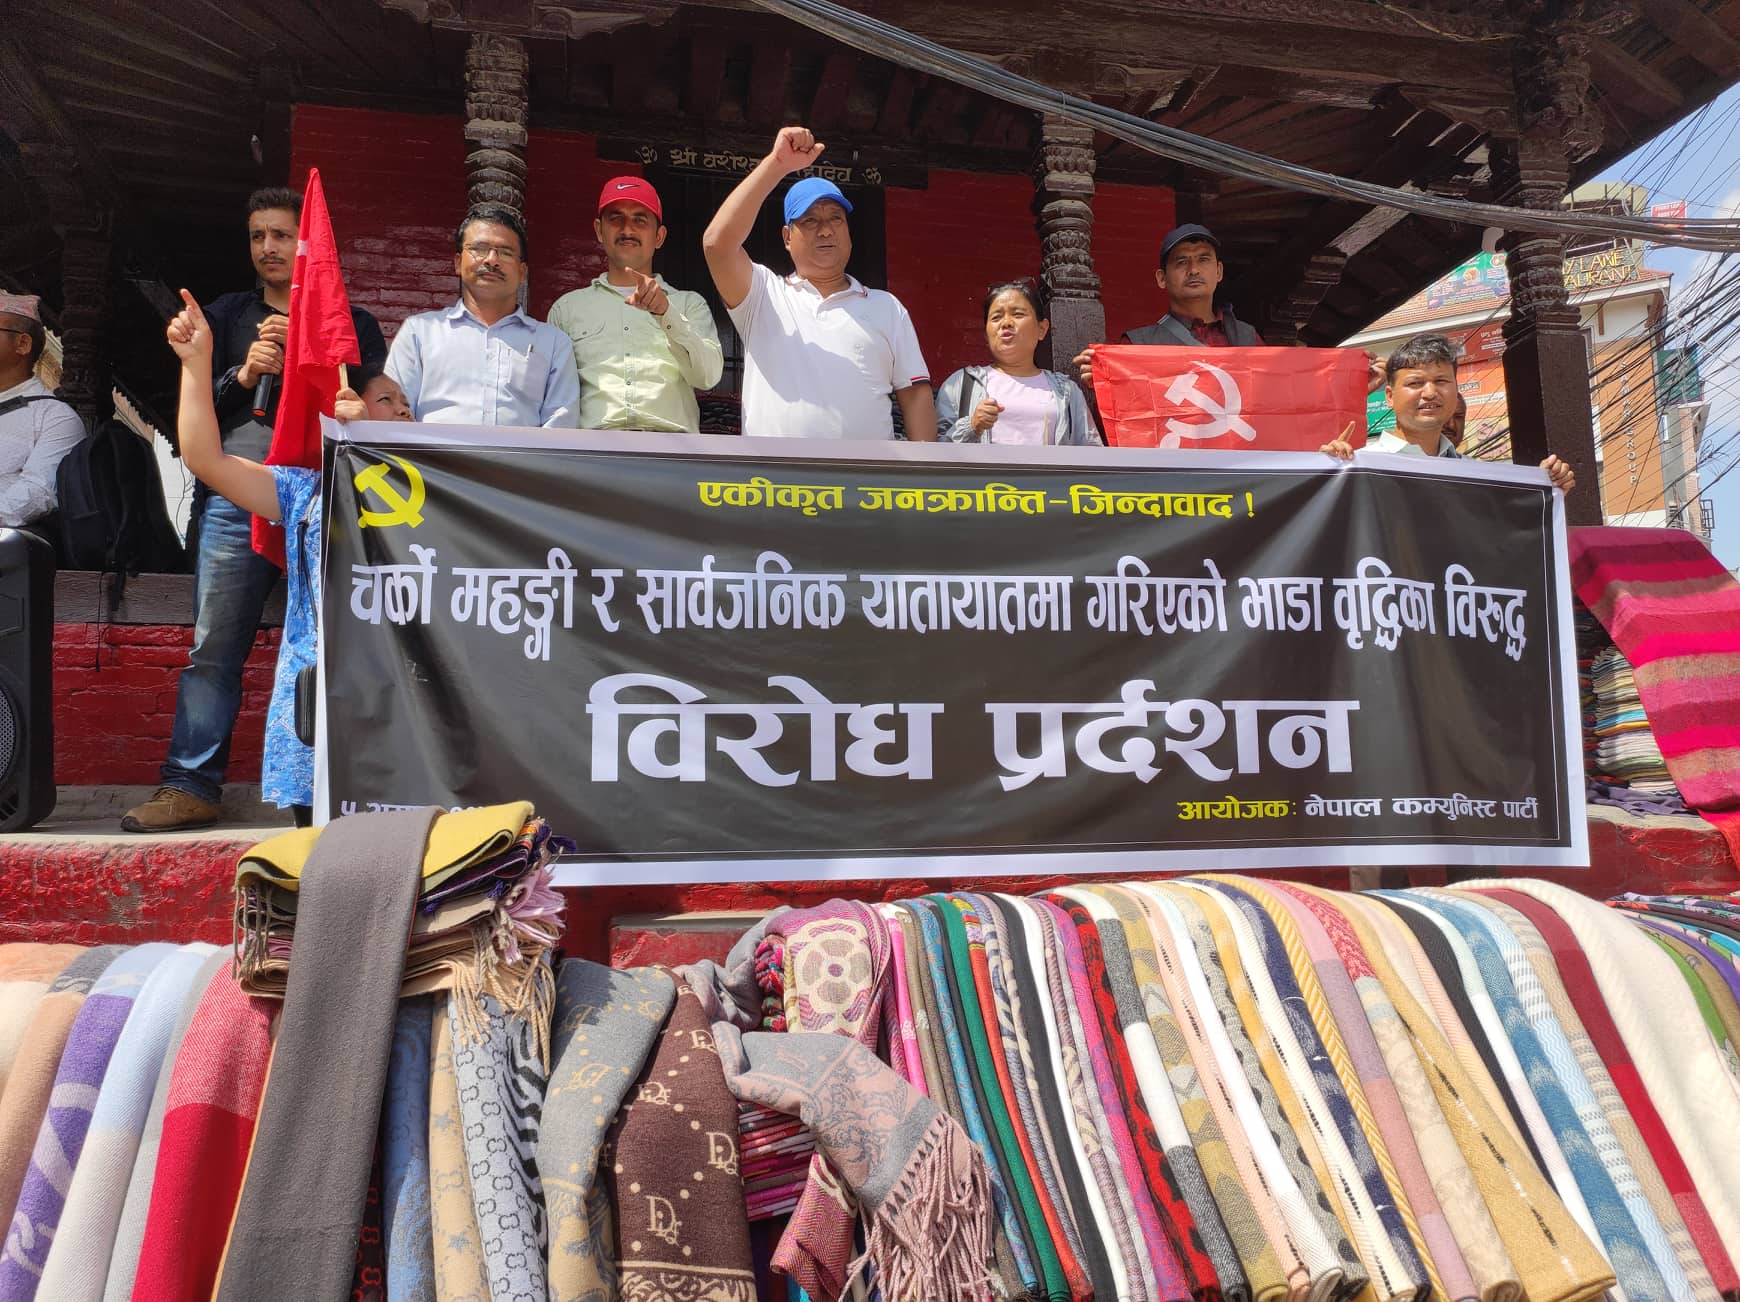 ॐ श्री
एकीकृत जनक्रान्ति-जिन्दावाद !
चर्को महङ्गी र सार्वजनिक यातायातमा गरिएको भाडा वृद्धिका विरुद्ध
विरोध प्रर्दशन
आयोजक: नेपाल कम्युनिस्ट पार्टी